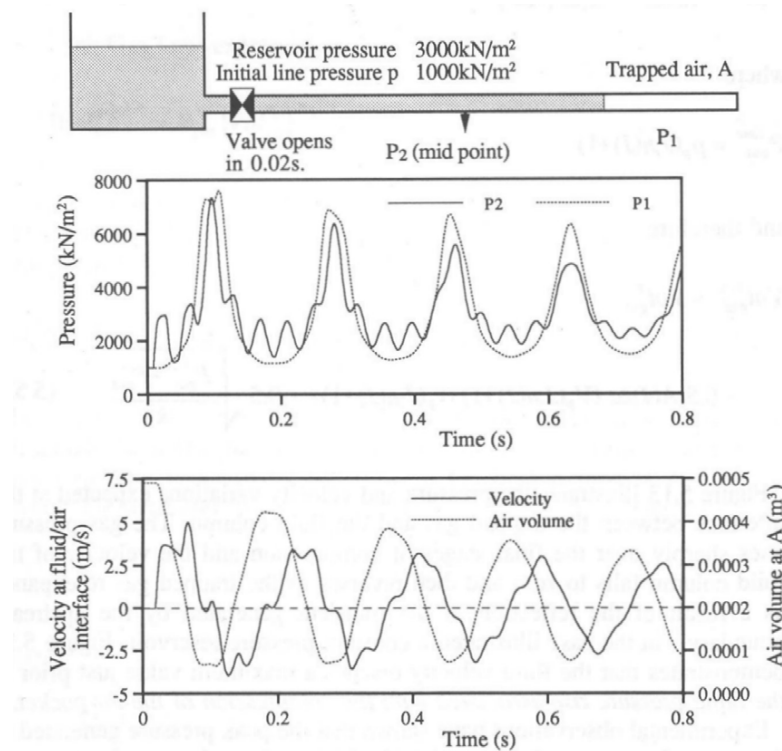 Reservoir pressure 3000kN/m²
Initial line pressure p 1000kN/m²
Trapped air, A
Valve opens
in 0.02s.
P₂ (mid point)
P₁
Pressure (kN/m²)
8000
6000
4000
2000
0
P2
P1
0
0.2
0.4
0.6
0.8
Time (s)
Velocity at fluid/air
interface (m/s)
7.5
5
2.5
0
-2.5
-5
Velocity
Air volume
0.0005
0.0004
0.0003
0.0002
0.0001
0.0000
Air volume at A (m³)
0
0.2
0.4
0.6
0.8
Time (s)